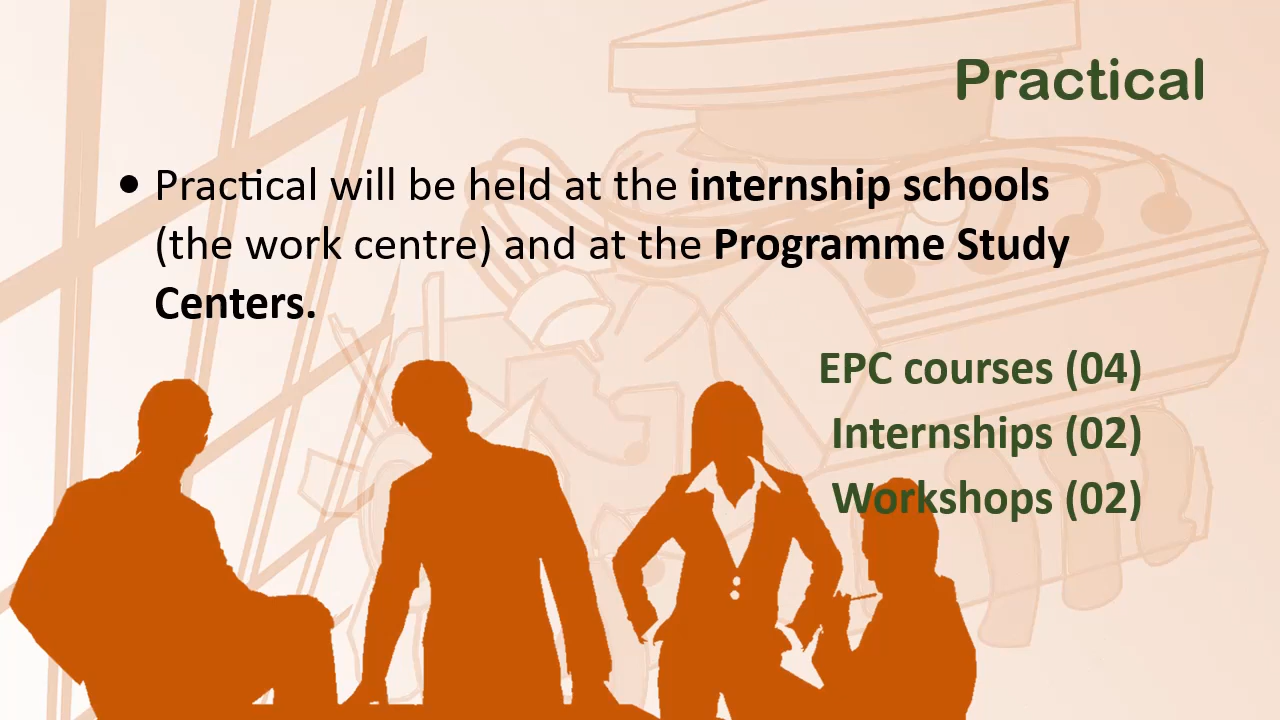 Practical
• Practical will be held at the internship schools
(the work centre) and at the Programme Study
Centers.
EPC courses (04)
Internships (02)
Workshops (02)